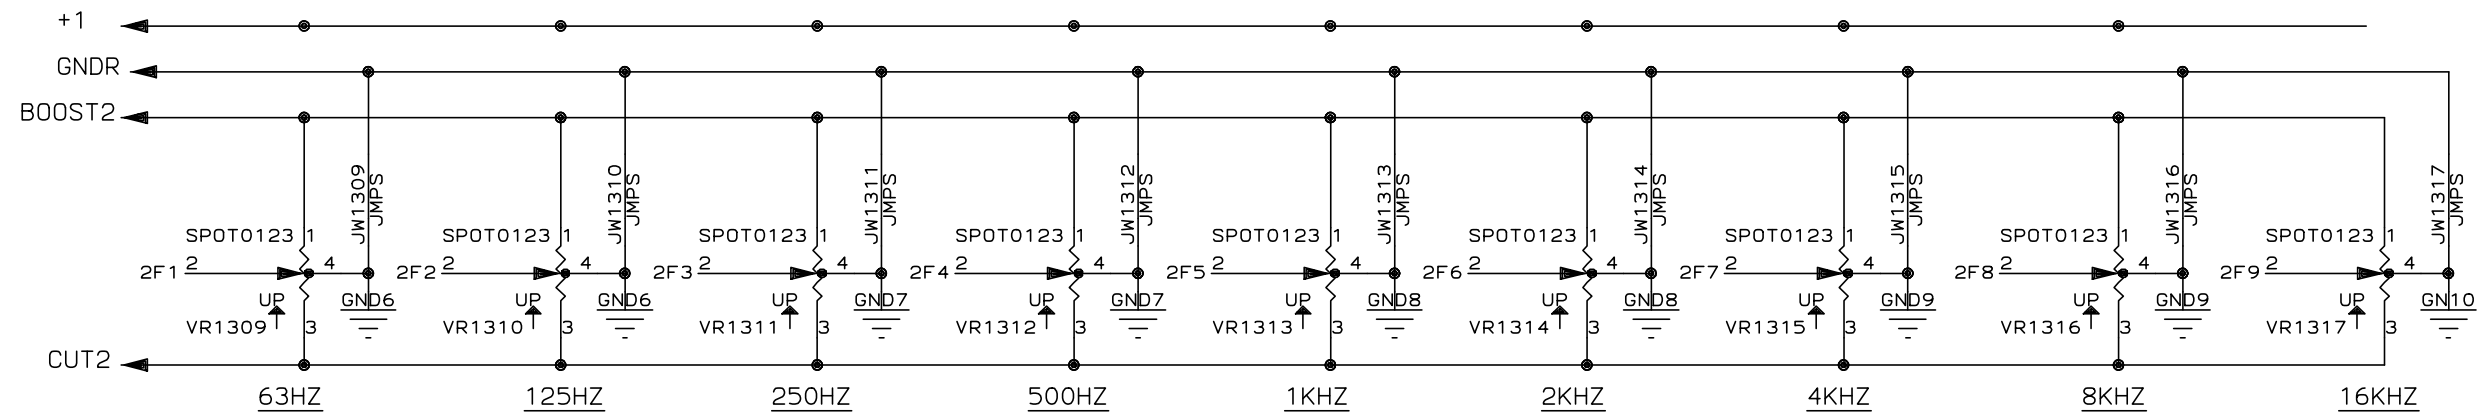 +1
GNDR
BOOST2
JW1309
JMPS
JW1310
JMPS
JW1311
JMPS
JW1312
JMPS
JW1313
JMPS
JW1314
JMPS
JW1315
JMPS
JW1316
JMPS
JW1317
JMPS
SPOT0123 1
SPOT0123 1
SPOT0123 1
SPOT0123 1
SPOT0123 1
SPOT0123 1
SPOT0123 1
SPOT0123 1
SPOT0123 1
2F1 2 4
2F2 2 4
2F3 2 4
2F4 2 4
2F5 2 4
2F6 2 4
2F7 2 4
2F8 2 4
2F9 2 4
UP GND6
UP GND6
UP GND7
UP GND7
UP GND8
UP GND8
UP GND9
UP GND9
UP GN10
VR1309 3
VR1310 3
VR1311 3
VR1312 3
VR1313 3
VR1314 3
VR1315 3
VR1316 3
VR1317 3
CUT2
63HZ
125HZ
250HZ
500HZ
1KHZ
2KHZ
4KHZ
8KHZ
16KHZ